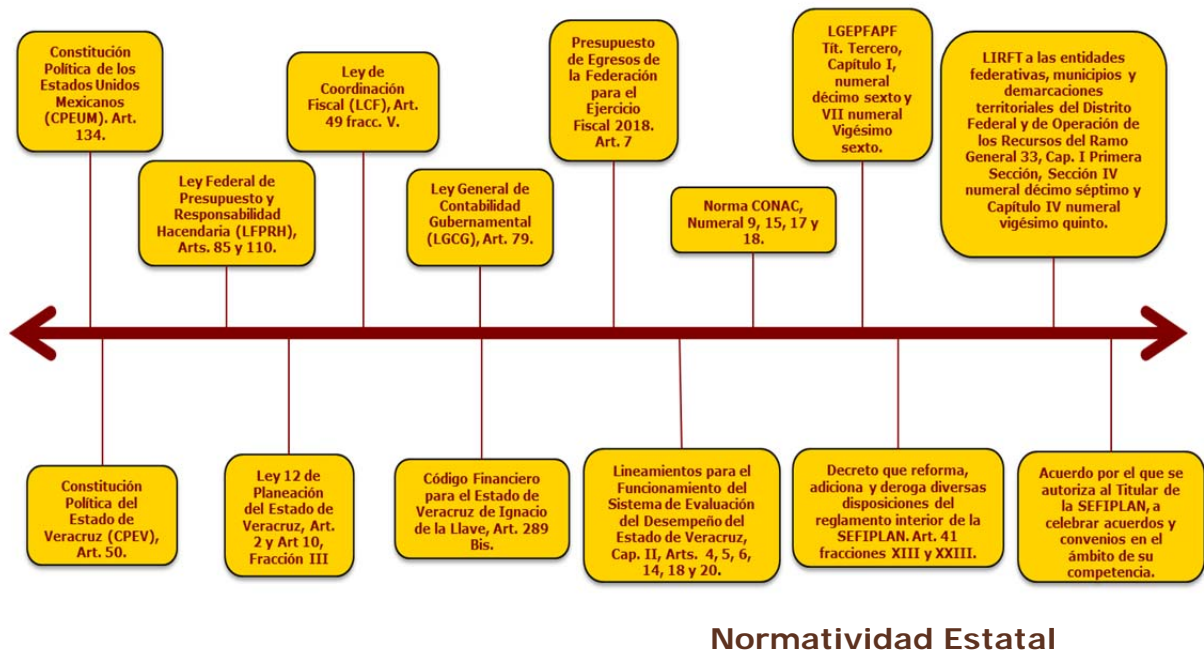 Constitución
Política de los
Estados Unidos
Mexicanos
(CPEUM). Art.
134.
Ley Federal de
Presupuesto y
Responsabilidad
Hacendaria (LFPRH),
Arts. 85 y 110.
Ley de
Coordinación
Fiscal (LCF), Art.
49 fracc. V.
Ley General de
Contabilidad
Gubernamental
(LGCG), Art. 79.
Presupuesto
de Egresos de
la Federación
para el
Ejercicio
Fiscal 2018.
Art. 7
Norma CONAC,
Numeral 9, 15, 17 y
18.
LGEPFAPF
Tít. Tercero,
Capítulo I,
numeral
décimo sexto y
VII numeral
Vigésimo
sexto.
LIRFT a las entidades
federativas, municipios y
demarcaciones
territoriales del Distrito
Federal y de Operación de
los Recursos del Ramo
General 33, Cap. I Primera
Sección, Sección IV
numeral décimo séptimo y
Capítulo IV numeral
vigésimo quinto.
Constitución
Política del
Estado de
Veracruz (CPEV),
Art. 50.
Ley 12 de
Planeación
del Estado de
Veracruz, Art.
2 y Art 10,
Fracción III
Código Financiero
para el Estado de
Veracruz de Ignacio
de la Llave, Art. 289
Bis.
Lineamientos para el
Funcionamiento del
Sistema de Evaluación
del Desempeño del
Estado de Veracruz,
Cap. II, Arts. 4, 5, 6,
14, 18 y 20.
Decreto que reforma,
adiciona y deroga diversas
disposiciones del
reglamento interior de la
SEFIPLAN. Art. 41
fracciones XIII y XXIII.
Acuerdo por el que se
autoriza al Titular de
la SEFIPLAN, a
celebrar acuerdos y
convenios en el
ámbito de su
competencia.
Normatividad Estatal